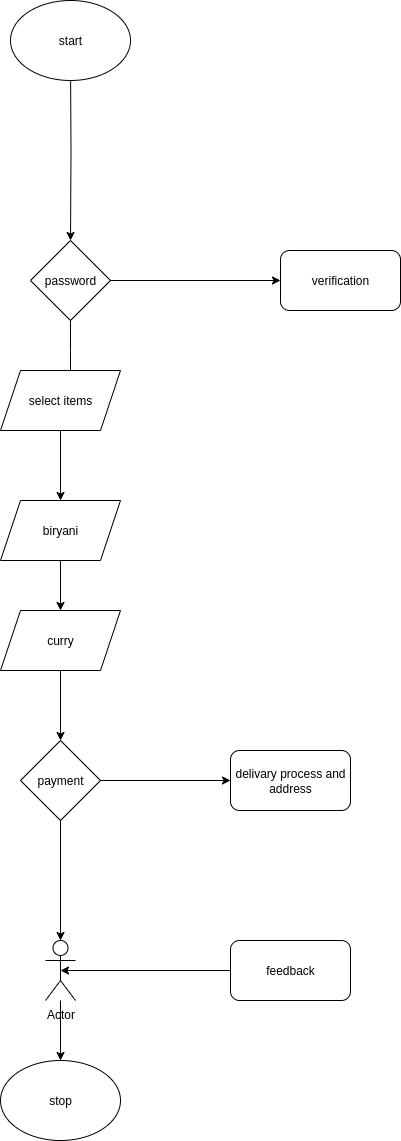 start
password
verification
select items
biryani
curry
payment
delivary process and
address
feedback
Actor
stop